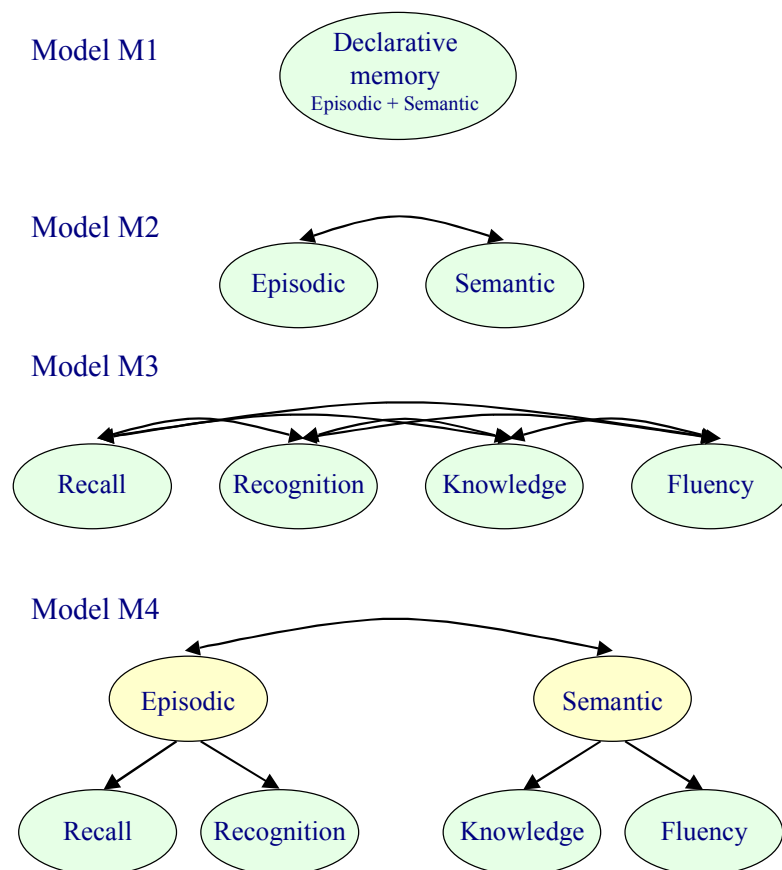 Model M1
Declarative
memory
Episodic + Semantic
Model M2
Episodic
Semantic
Model M3
Recall
Recognition
Knowledge
Fluency
Model M4
Episodic
Semantic
Recall
Recognition
Knowledge
Fluency